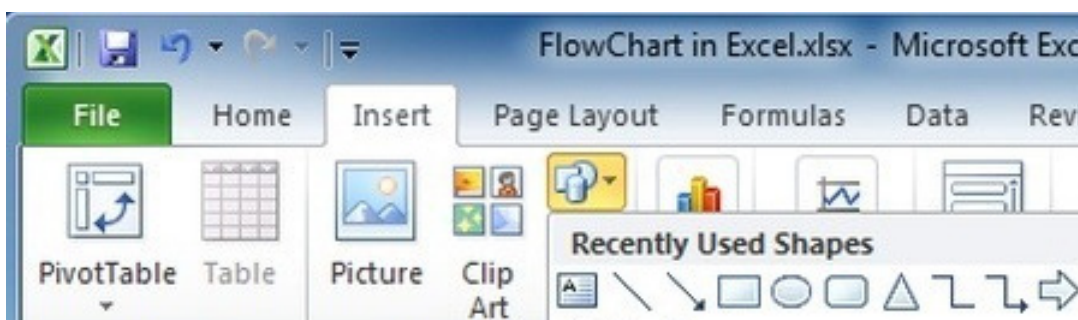 FlowChart in Excel.xlsx - Microsoft Exc
File Home Insert Page Layout Formulas Data Rev
Recently Used Shapes
PivotTable Table Picture Clip Art
A